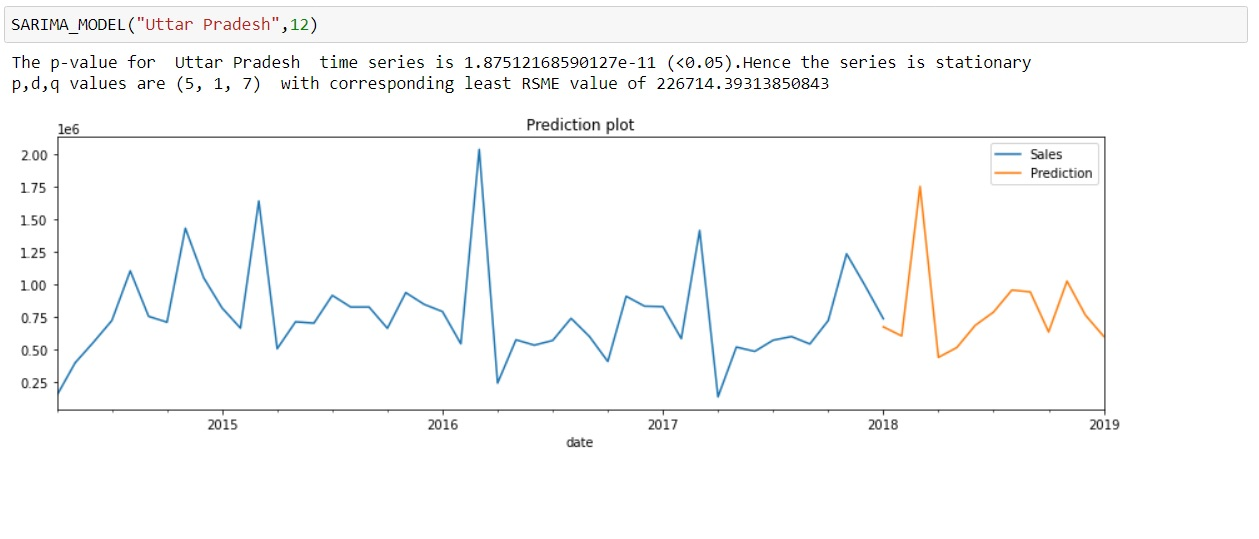 SARIMA_MODEL("Uttar Pradesh",12)
The p-value for  Uttar Pradesh  time series is 1.87512168590127e-11 (<0.05).Hence the series is stationary
p,d,q values are (5, 1, 7)  with corresponding least RSME value of 226714.39313850843
Prediction plot
1e6
2.00
1.75
1.50
1.25
1.00
0.75
0.50
0.25
Sales
Prediction
2015 2016 2017 2018 2019
date